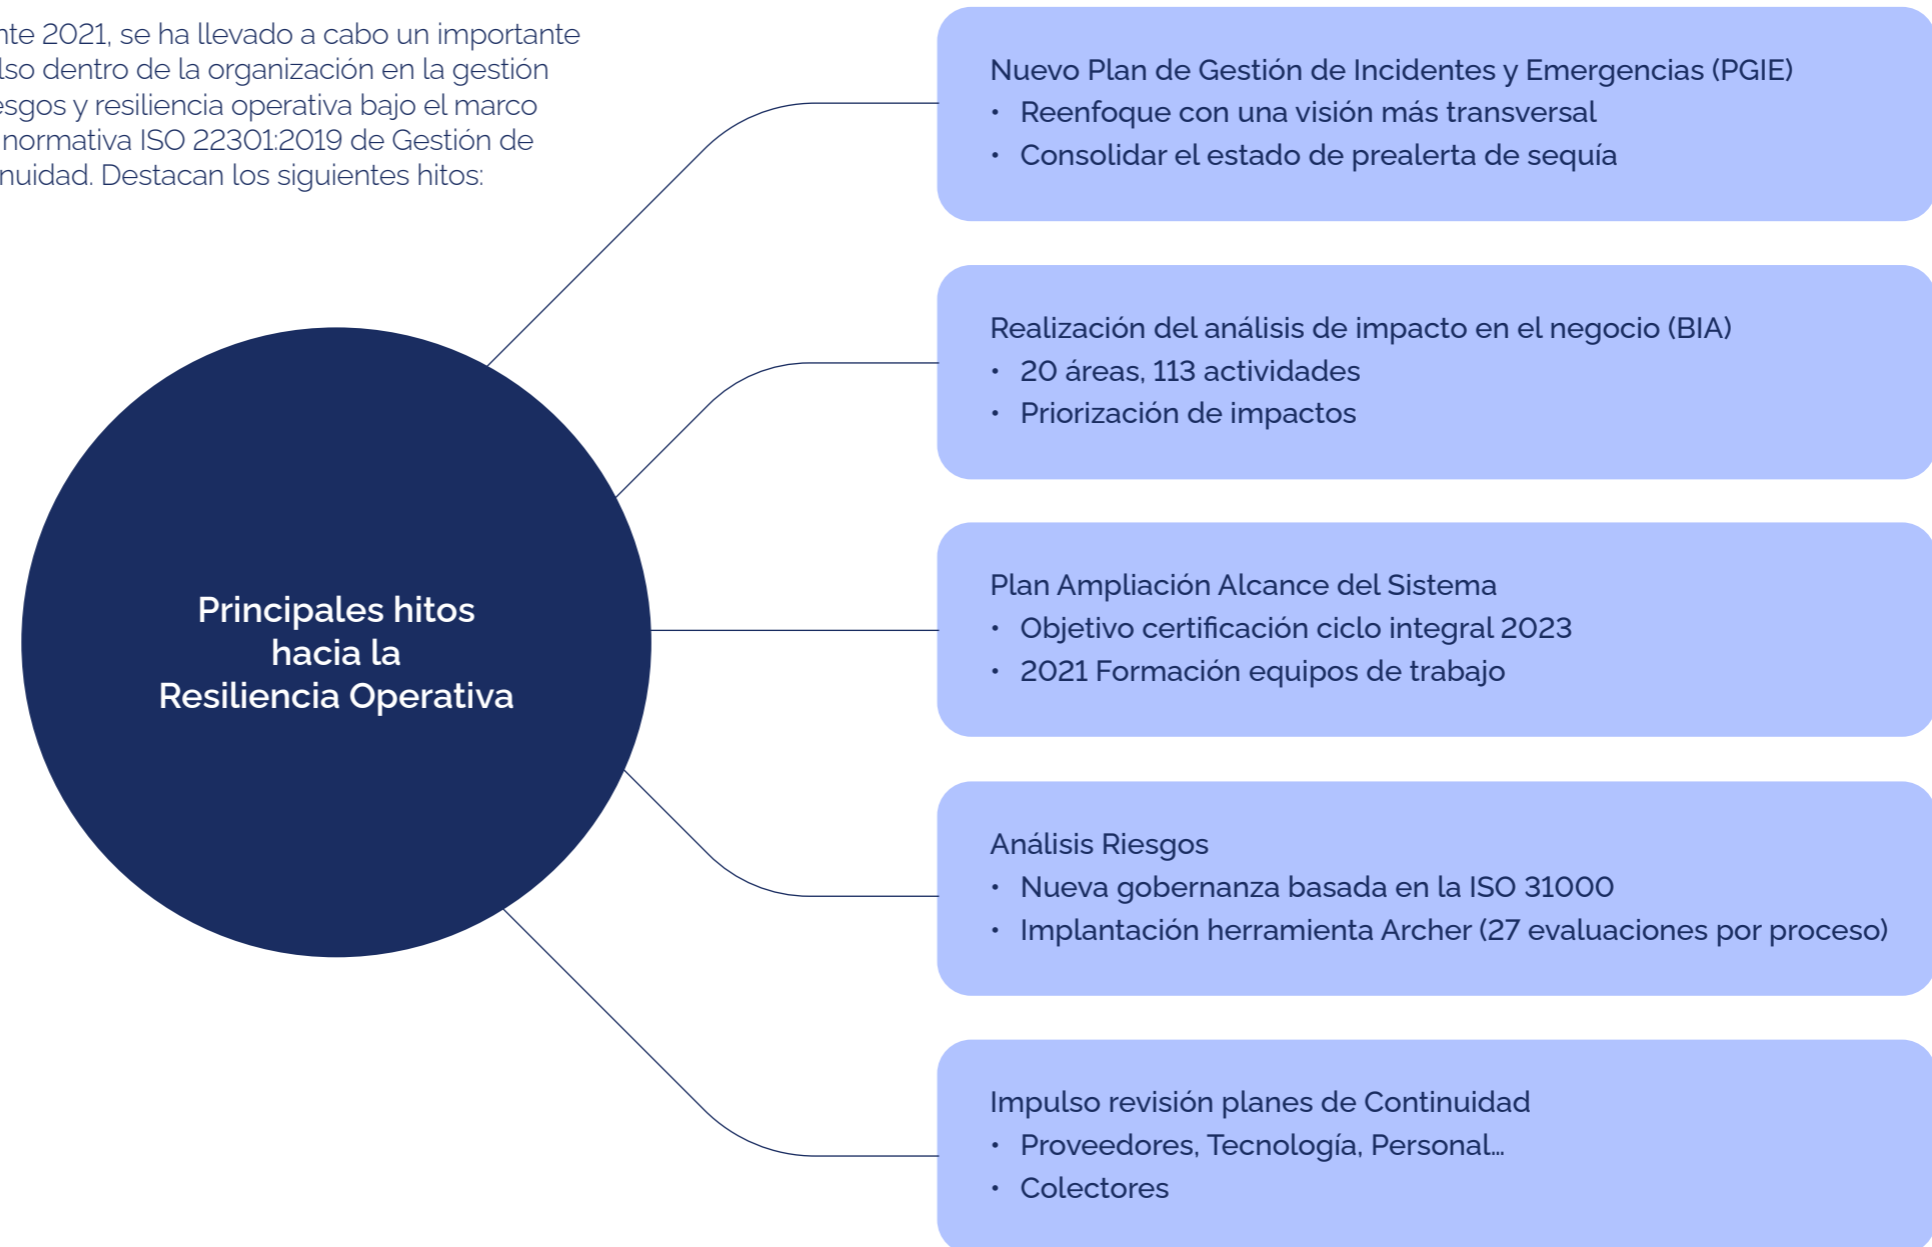 nte 2021, se ha llevado a cabo un importante
lso dentro de la organización en la gestión
esgos y resiliencia operativa bajo el marco
normativa ISO 22301:2019 de Gestión de
nuidad. Destacan los siguientes hitos:
Principales hitos
hacia la
Resiliencia Operativa
Nuevo Plan de Gestión de Incidentes y Emergencias (PGIE)
• Reenfoque con una visión más transversal
• Consolidar el estado de prealerta de sequía
Realización del análisis de impacto en el negocio (BIA)
• 20 áreas, 113 actividades
• Priorización de impactos
Plan Ampliación Alcance del Sistema
• Objetivo certificación ciclo integral 2023
• 2021 Formación equipos de trabajo
Análisis Riesgos
• Nueva gobernanza basada en la ISO 31000
• Implantación herramienta Archer (27 evaluaciones por proceso)
Impulso revisión planes de Continuidad
• Proveedores, Tecnología, Personal...
• Colectores